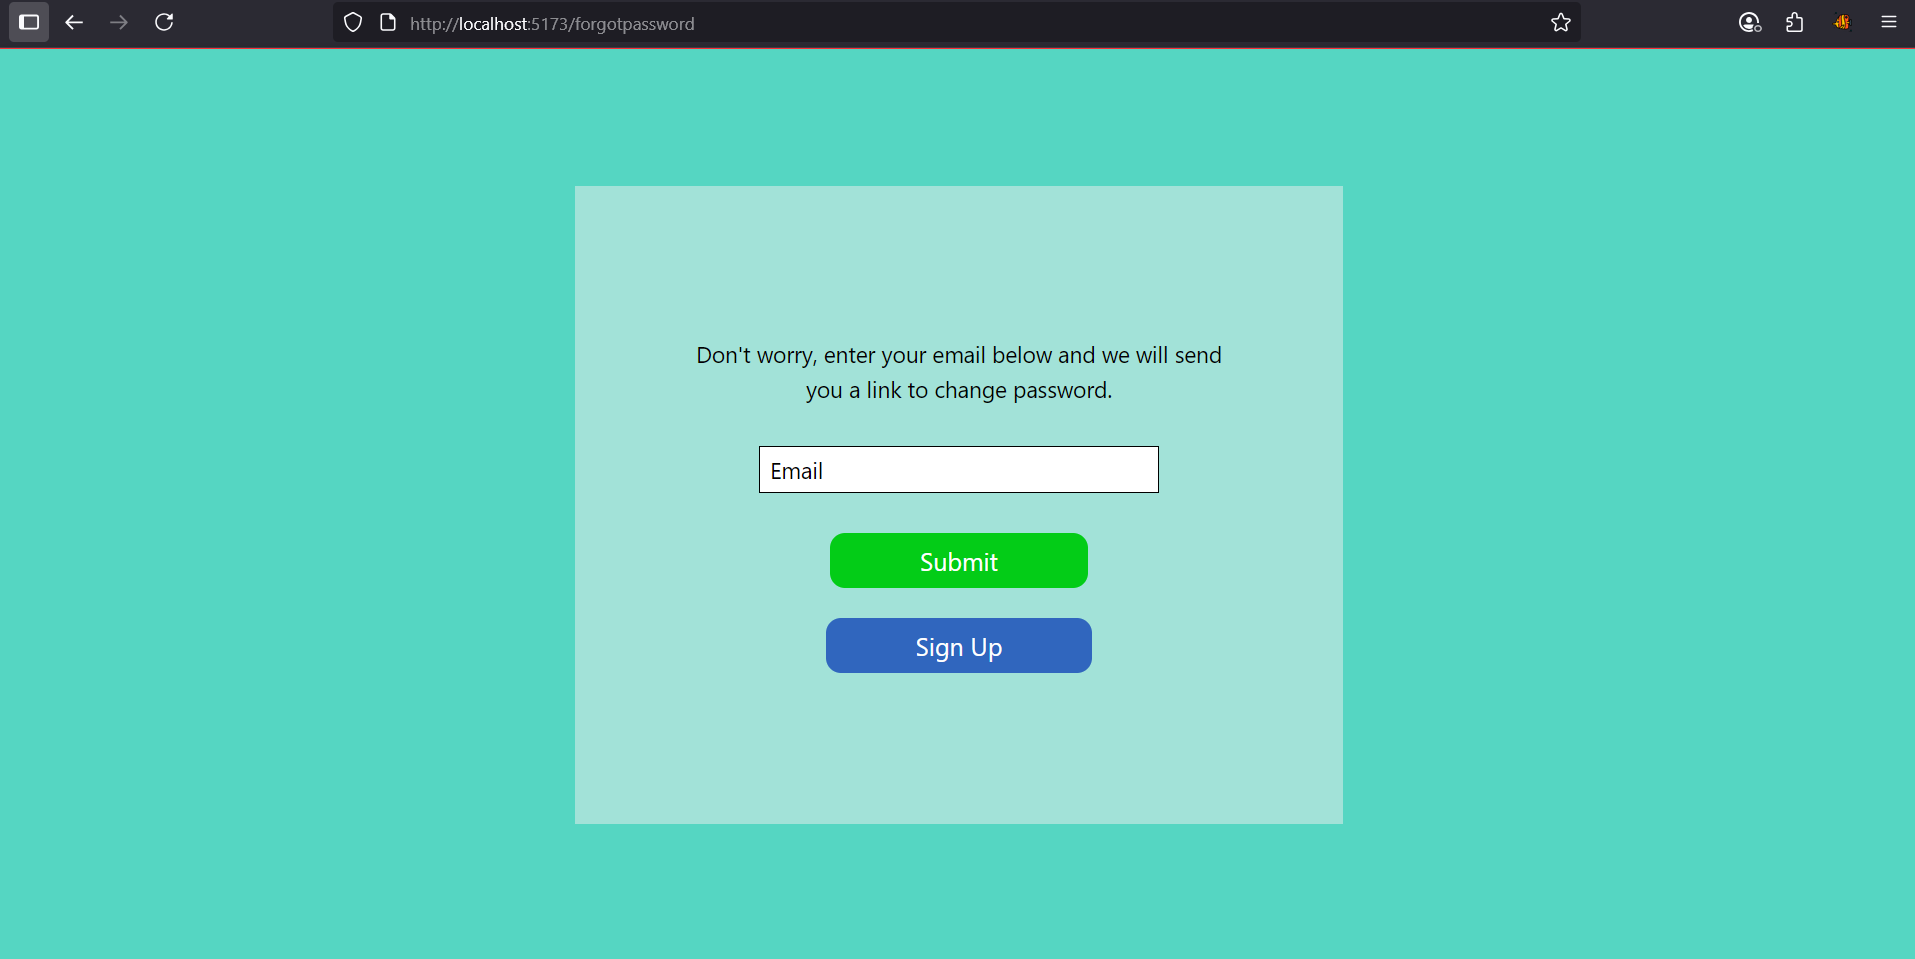 http://localhost:5173/forgotpassword
Don't worry, enter your email below and we will send
you a link to change password.
Email
Submit
Sign Up